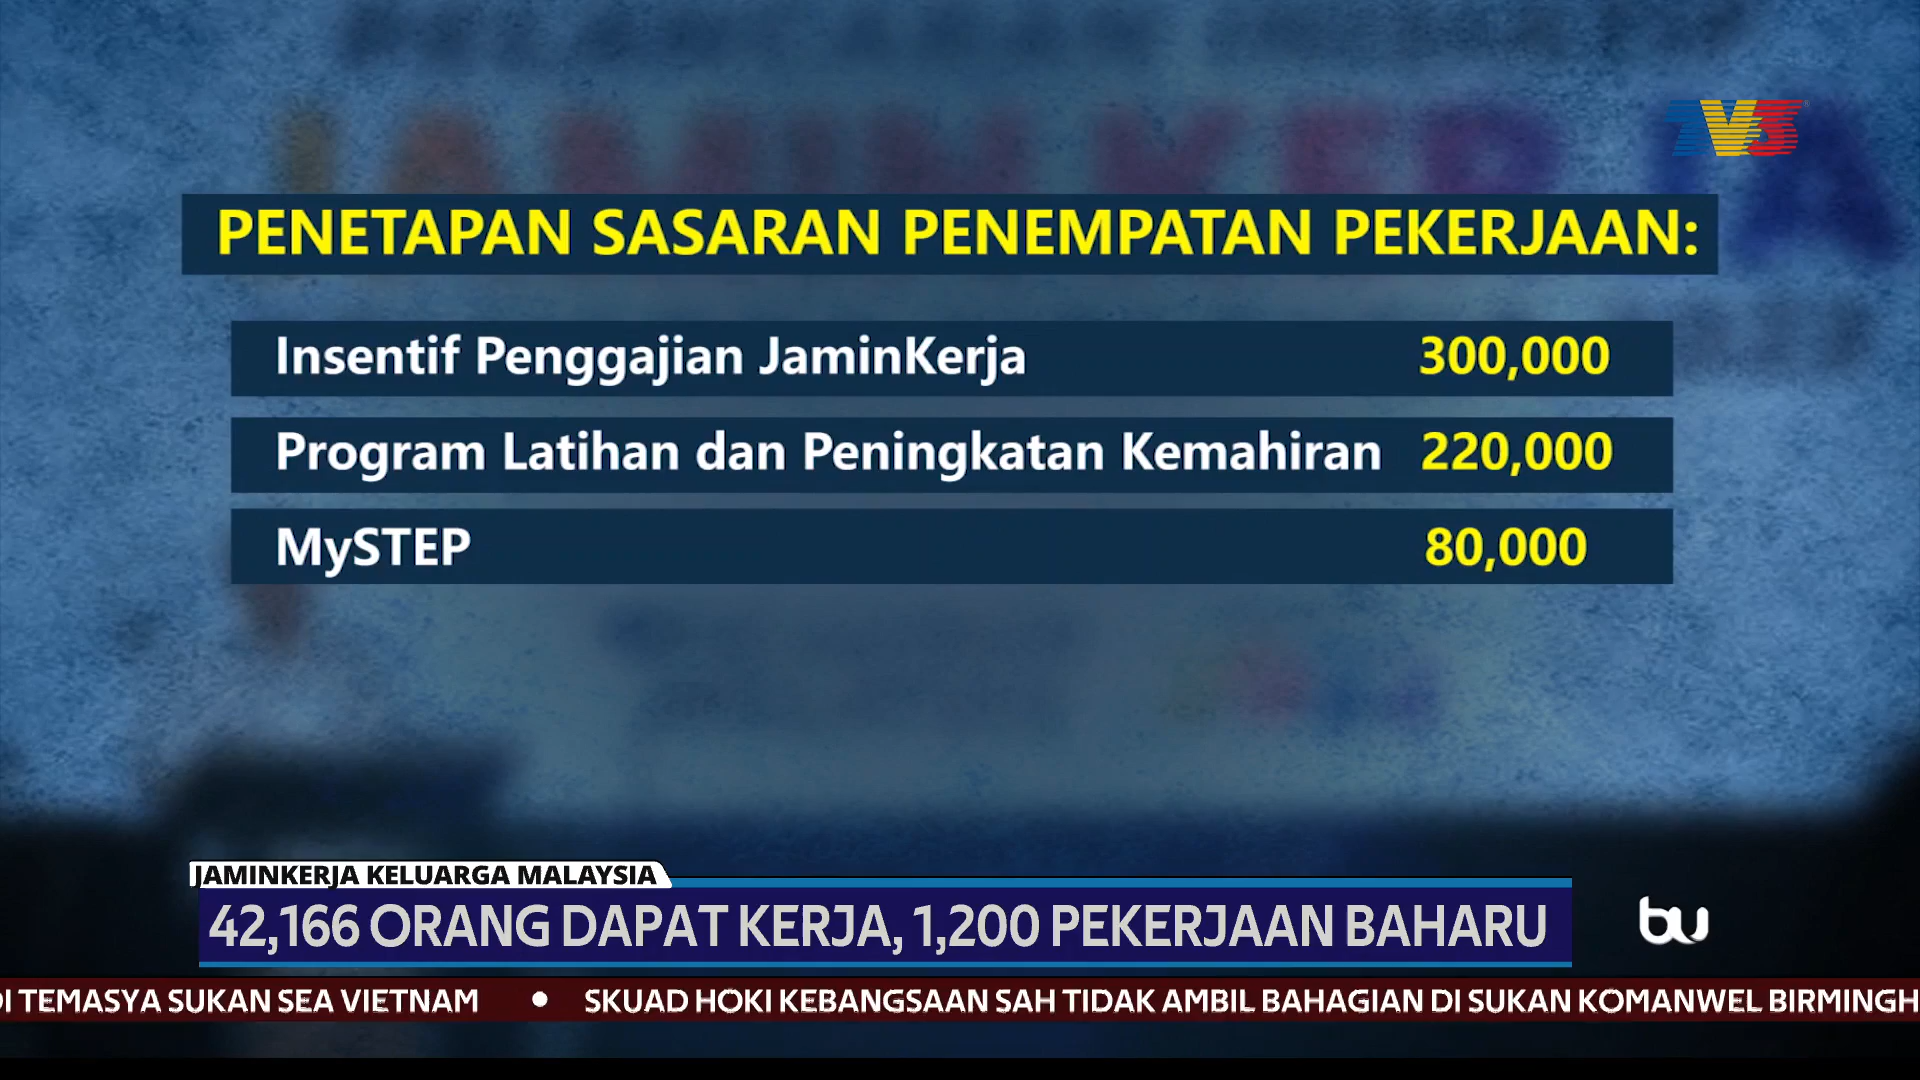 TV3
PENETAPAN SASARAN PENEMPATAN PEKERJAAN:
Insentif Penggajian JaminKerja 300,000
Program Latihan dan Peningkatan Kemahiran 220,000
MySTEP 80,000
JAMINKERJA KELUARGA MALAYSIA
42,166 ORANG DAPAT KERJA, 1,200 PEKERJAAN BAHARU
bu
DI TEMASYA SUKAN SEA VIETNAM • SKUAD HOKI KEBANGSAAN SAH TIDAK AMBIL BAHAGIAN DI SUKAN KOMANWEL BIRMINGH